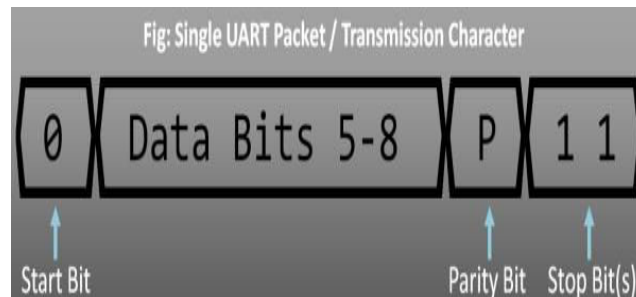 Fig: Single UART Packet / Transmission Character
0 Data Bits 5-8 P 1 1
Start Bit Parity Bit Stop Bit(s)